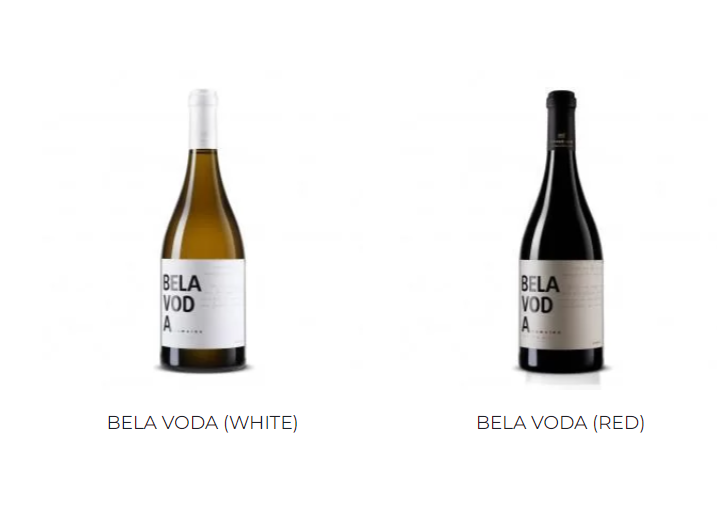 BELA
VOD
A
BELA
VOD
A
BELA VODA (WHITE)
BELA VODA (RED)